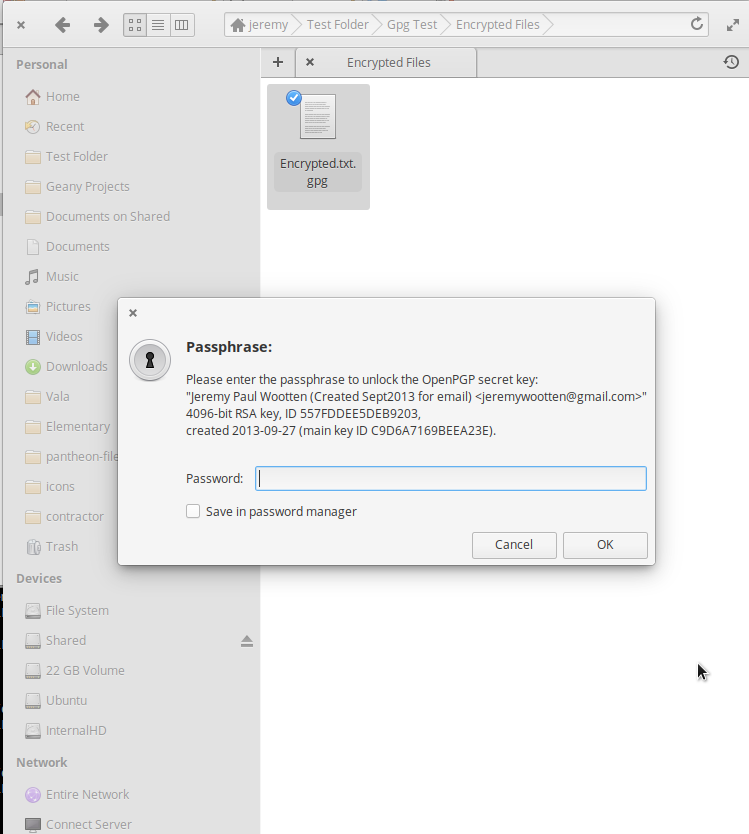 jeremy Test Folder Gpg Test Encrypted Files
Personal
Home
Recent
Test Folder
Geany Projects
Documents on Shared
Documents
Music
Pictures
Videos
Downloads
Vala
Elementary
pantheon-file
Icons
contractor
Trash
Devices
File System
Shared
22 GB Volume
Ubuntu
InternalHD
Network
Entire Network
Connect Server
Encrypted Files
Encrypted.txt.
gpg
Passphrase:
Please enter the passphrase to unlock the OpenPGP secret key:
"Jeremy Paul Wootten (Created Sept2013 for email) <jeremywootten@gmail.com>"
4096-bit RSA key, ID 557FDDEE5DEB9203,
created 2013-09-27 (main key ID C9D6A7169BEEA23E).
Password:
Save in password manager
Cancel OK